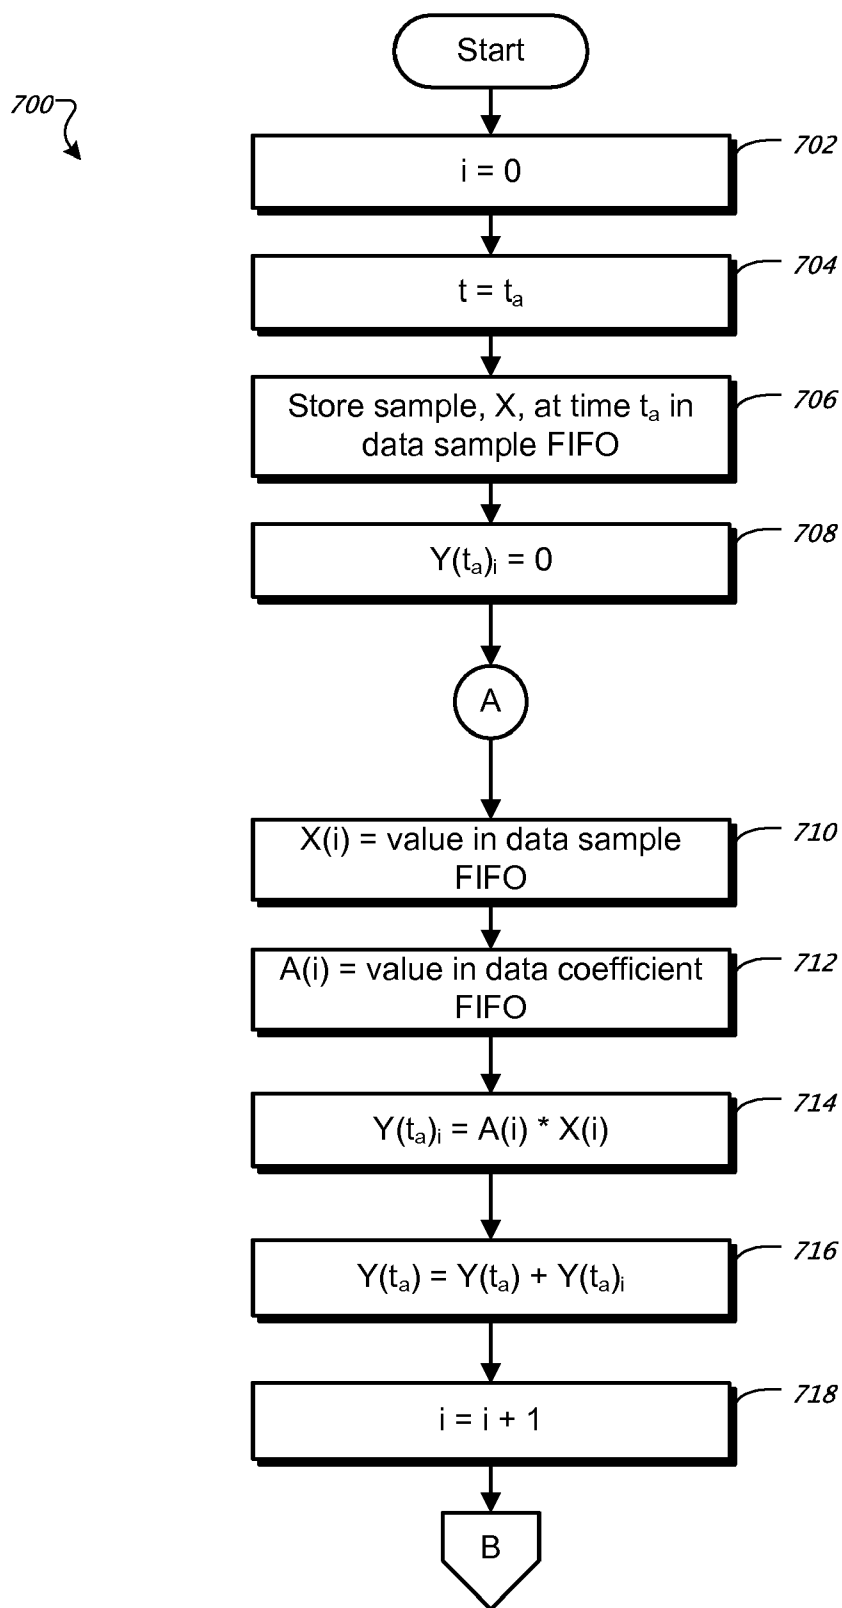 Start
700
i = 0
702
t = tₐ
704
Store sample, X, at time tₐ in
data sample FIFO
706
Y(tₐ)ᵢ = 0
708
A
X(i) = value in data sample
FIFO
710
A(i) = value in data coefficient
FIFO
712
Y(tₐ)ᵢ = A(i) * X(i)
714
Y(tₐ) = Y(tₐ) + Y(tₐ)ᵢ
716
i = i + 1
718
B